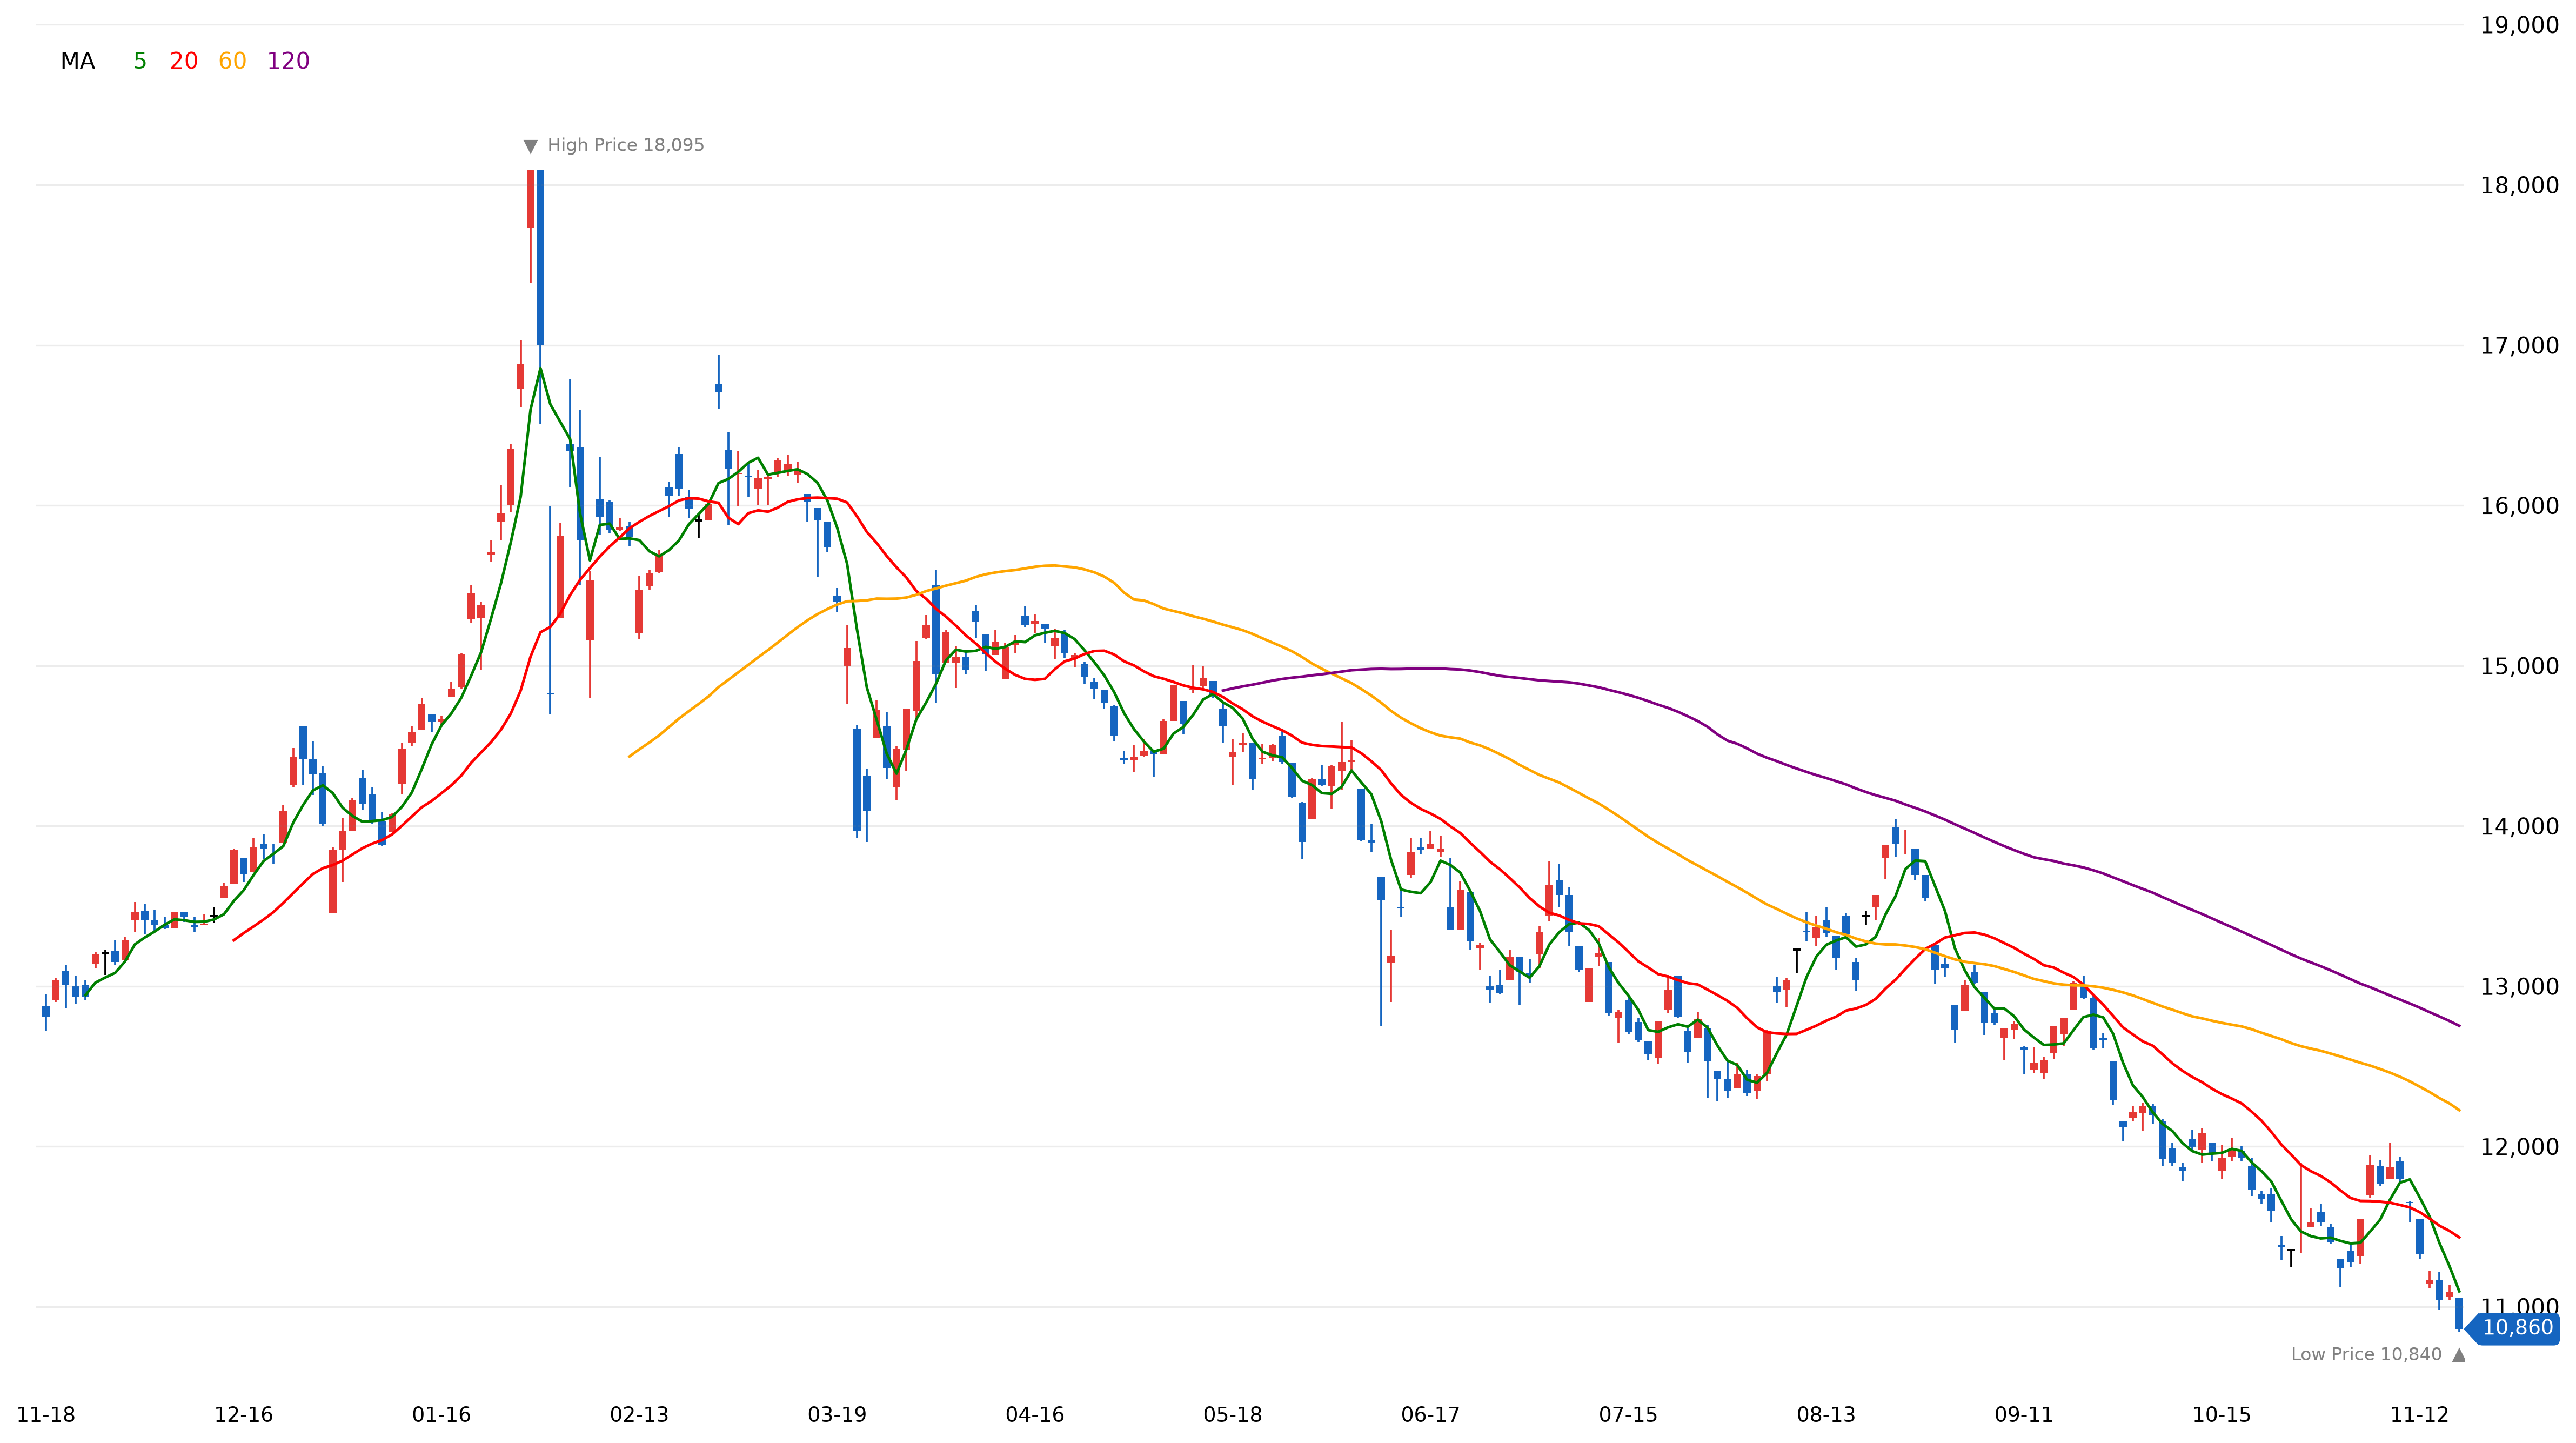 19,000
MA 5 20 60 120
▼ High Price 18,095
18,000
17,000
16,000
15,000
14,000
13,000
12,000
11,000
10,860
Low Price 10,840 ▲
11-18 12-16 01-16 02-13 03-19 04-16 05-18 06-17 07-15 08-13 09-11 10-15 11-12